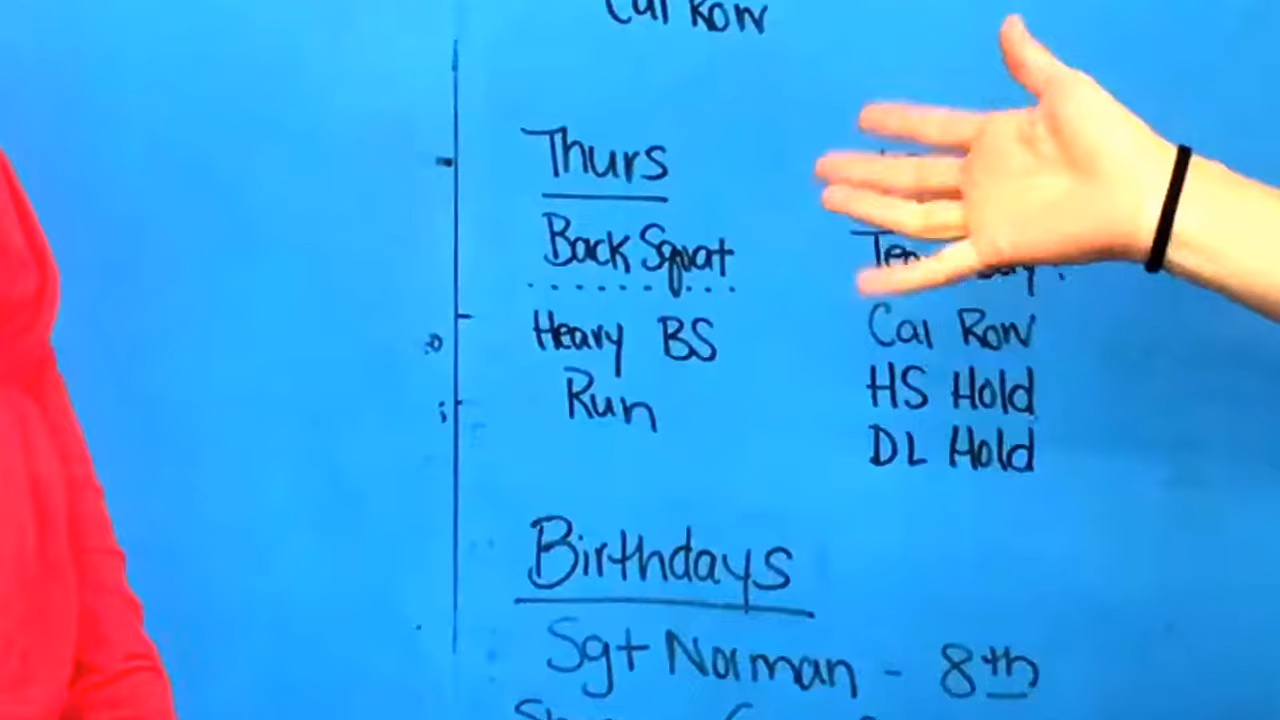 Cal Row
Thurs
Back Squat
Heavy BS
Run
Cal Row
HS Hold
DL Hold
Birthdays
Sgt Norman - 8th